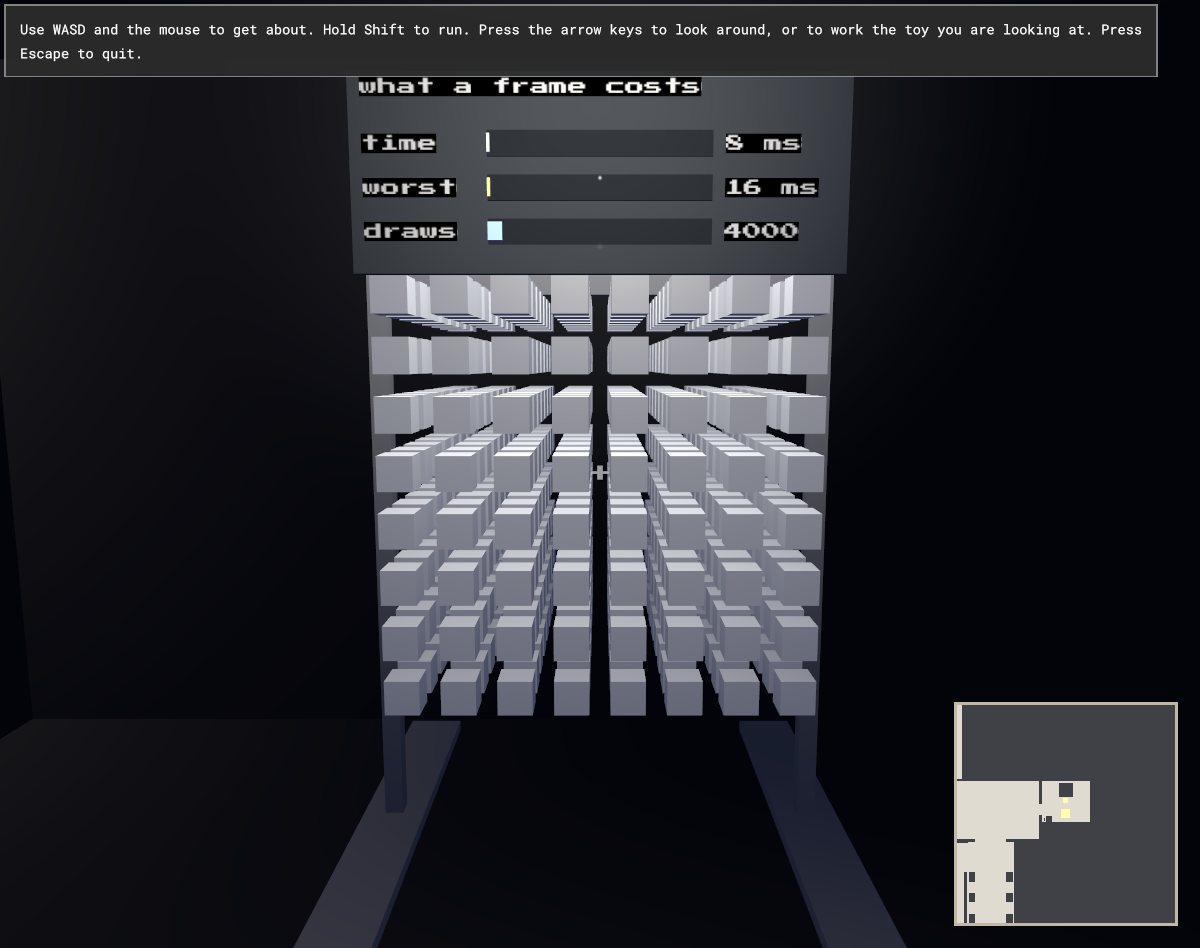 Use WASD and the mouse to get about. Hold Shift to run. Press the arrow keys to look around, or to work the toy you are looking at. Press
Escape to quit.
what a frame costs
time 8 ms
worst 16 ms
draws 4000